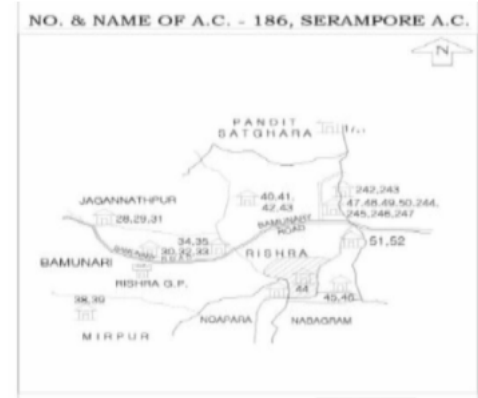 NO. & NAME OF A.C. - 186, SERAMPORE A.C.
N
PANDIT
SATGHARA
242,243
40,41,
42,43
47,48,49,50,244,
245,246,247
JAGANNATHPUR
28,29,31
BAMUNARI
ROAD
34,35
30,32,33
RISHRA
51,52
BAMUNARI
RISHRA G.P.
44
45,46
38,39
NOAPARA
NABAGRAM
MIRPUR